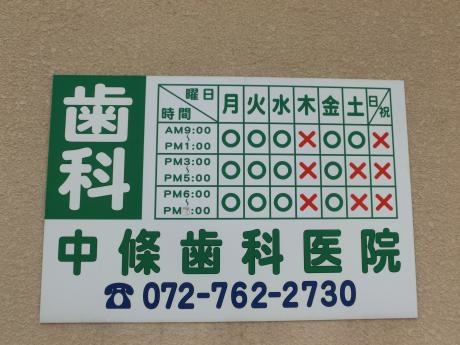 歯科
曜日 月 火 水 木 金 土 日/祝
時間
AM9:00～PM1:00 ○ ○ ○ × ○ ○ ×
PM3:00～PM5:00 ○ ○ ○ × ○ × ×
PM6:00～ ○ ○ ○ × ○ × ×
中條歯科医院
☎072-762-2730